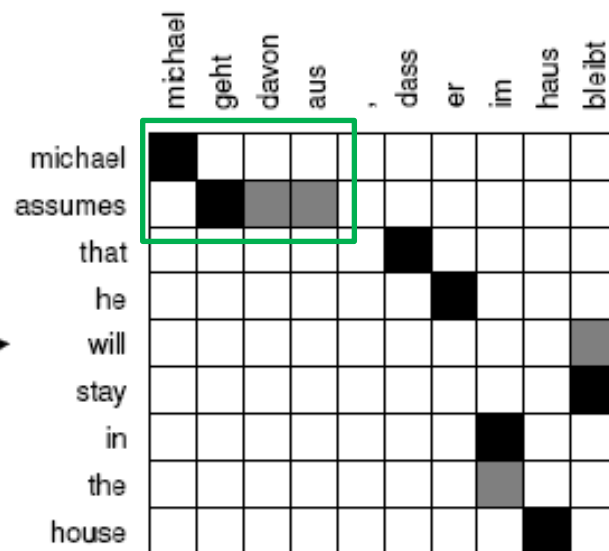 michael geht davon aus , dass er im haus bleibt
michael
assumes
that
he
will
stay
in
the
house